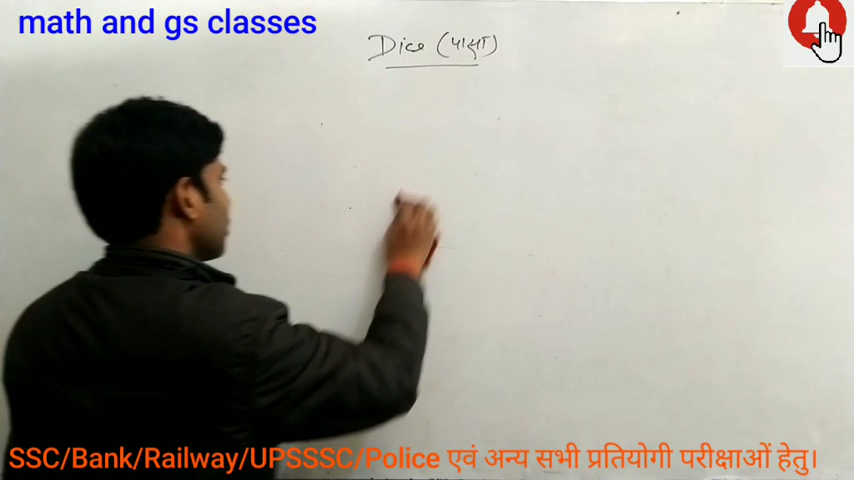 math and gs classes
Dice (पासा)
SSC/Bank/Railway/UPSSSC/Police एवं अन्य सभी प्रतियोगी परीक्षाओं हेतु।